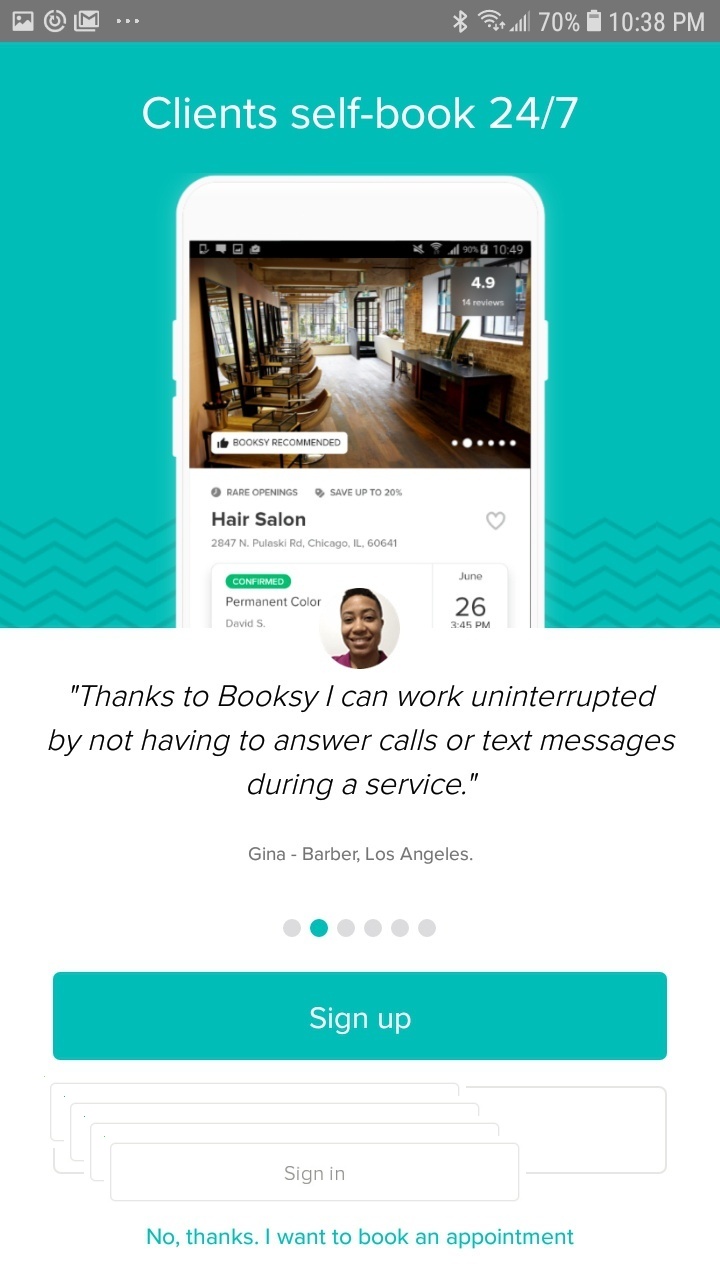 70% 10:38 PM
Clients self-book 24/7
90% 10:49
4.9
14 reviews
BOOKSY RECOMMENDED
RARE OPENINGS SAVE UP TO 20%
Hair Salon
2847 N. Pulaski Rd, Chicago, IL, 60641
CONFIRMED
June
Permanent Color
26
David S.
3:45 PM
"Thanks to Booksy I can work uninterrupted
by not having to answer calls or text messages
during a service."
Gina - Barber, Los Angeles.
Sign up
Sign in
No, thanks. I want to book an appointment